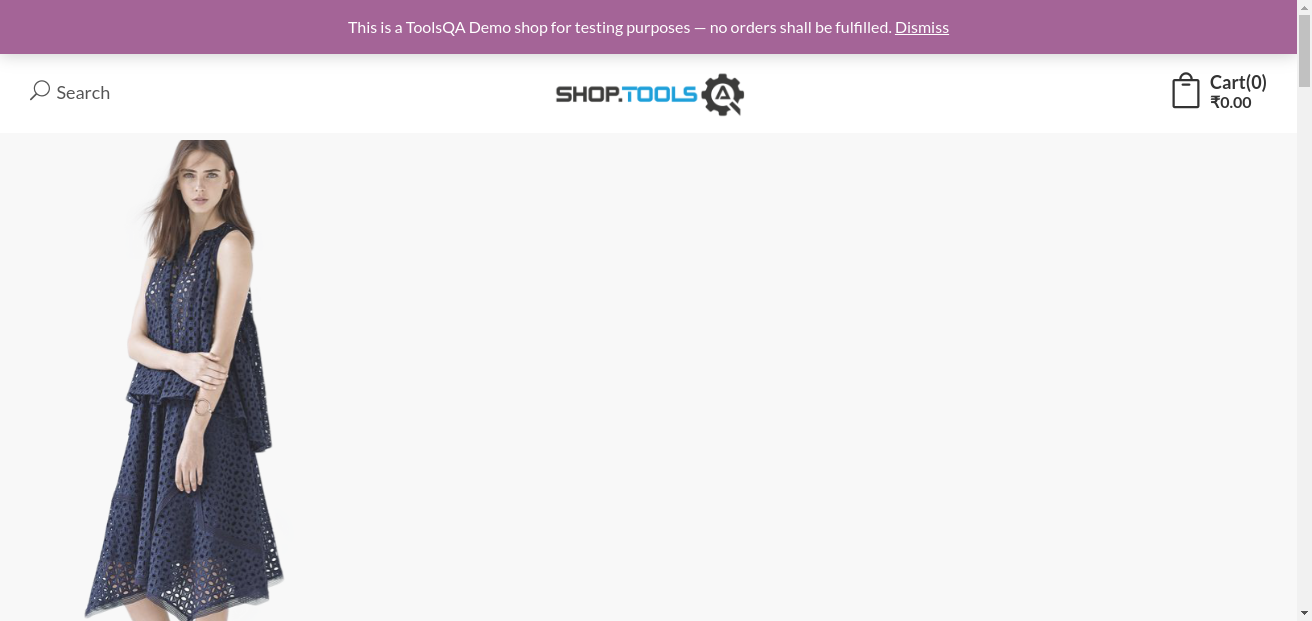 This is a ToolsQA Demo shop for testing purposes — no orders shall be fulfilled. Dismiss
Search
SHOP.TOOLS
Cart(0)
₹0.00